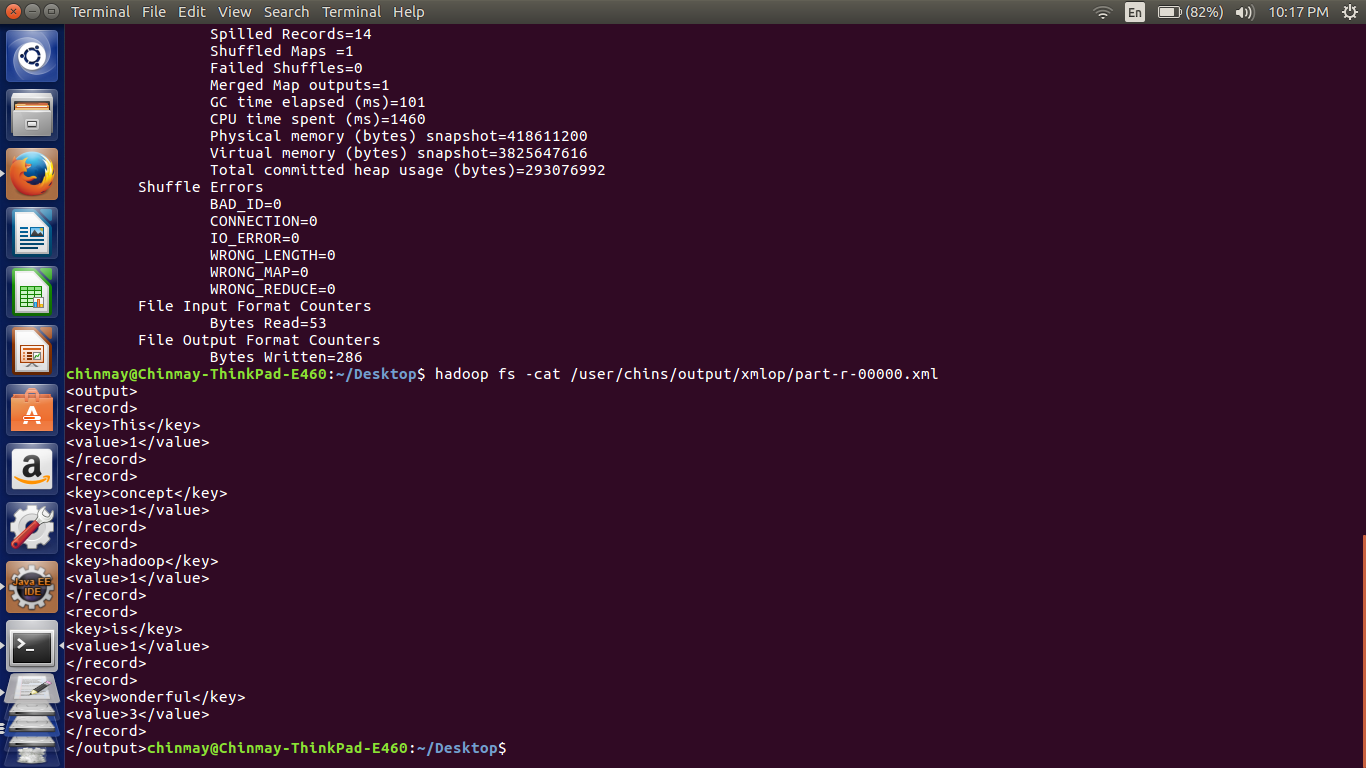 Terminal File Edit View Search Terminal Help En (82%) 10:17 PM
Spilled Records=14
Shuffled Maps =1
Failed Shuffles=0
Merged Map outputs=1
GC time elapsed (ms)=101
CPU time spent (ms)=1460
Physical memory (bytes) snapshot=418611200
Virtual memory (bytes) snapshot=3825647616
Total committed heap usage (bytes)=293076992
Shuffle Errors
BAD_ID=0
CONNECTION=0
IO_ERROR=0
WRONG_LENGTH=0
WRONG_MAP=0
WRONG_REDUCE=0
File Input Format Counters
Bytes Read=53
File Output Format Counters
Bytes Written=286
chinmay@Chinmay-ThinkPad-E460:~/Desktop$ hadoop fs -cat /user/chins/output/xmlop/part-r-00000.xml
<output>
<record>
<key>This</key>
<value>1</value>
</record>
<record>
<key>concept</key>
<value>1</value>
</record>
<record>
<key>hadoop</key>
<value>1</value>
</record>
<record>
<key>is</key>
<value>1</value>
</record>
<record>
<key>wonderful</key>
<value>3</value>
</record>
</output>chinmay@Chinmay-ThinkPad-E460:~/Desktop$
Java EE
IDE